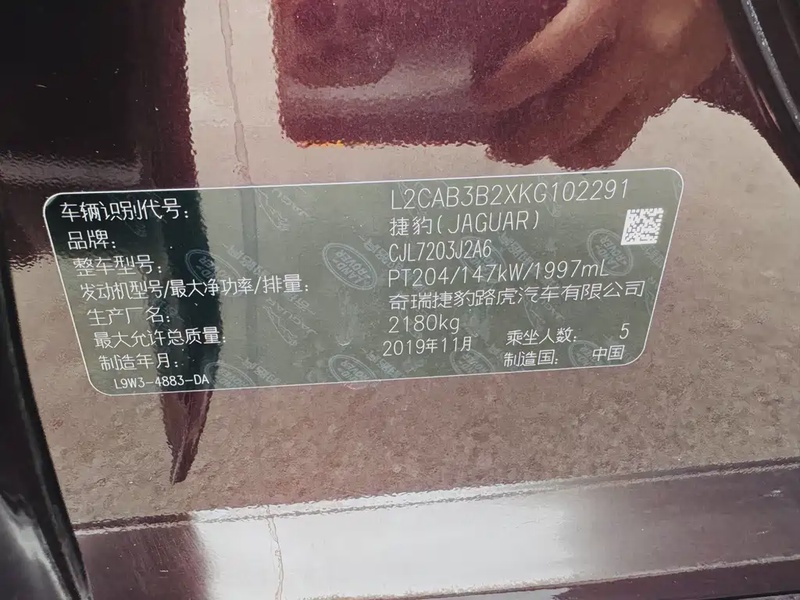 车辆识别代号: L2CAB3B2XKG102291
品牌: 捷豹(JAGUAR)
整车型号: CJL7203J2A6
发动机型号/最大净功率/排量: PT204/147kW/1997mL
生产厂名: 奇瑞捷豹路虎汽车有限公司
最大允许总质量: 2180kg 乘坐人数: 5
制造年月: 2019年11月 制造国: 中国
L9W3-4883-DA